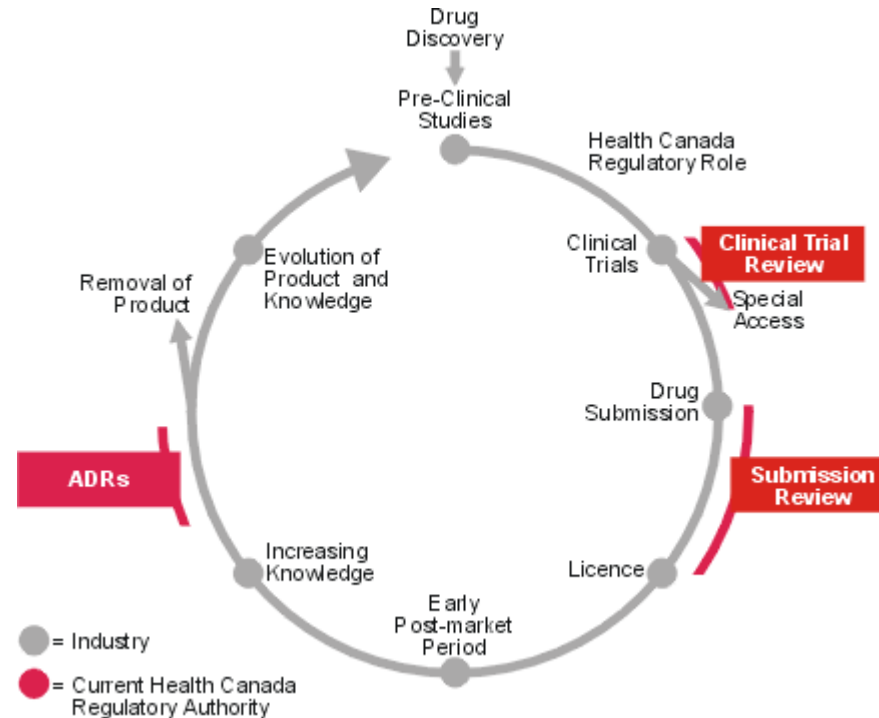 Drug
Discovery
Pre-Clinical
Studies
Health Canada
Regulatory Role
Clinical
Trials
Clinical Trial
Review
Special
Access
Drug
Submission
Submission
Review
Licence
Early
Post-market
Period
Increasing
Knowledge
ADRs
Removal of
Product
Evolution of
Product and
Knowledge
= Industry
= Current Health Canada
Regulatory Authority